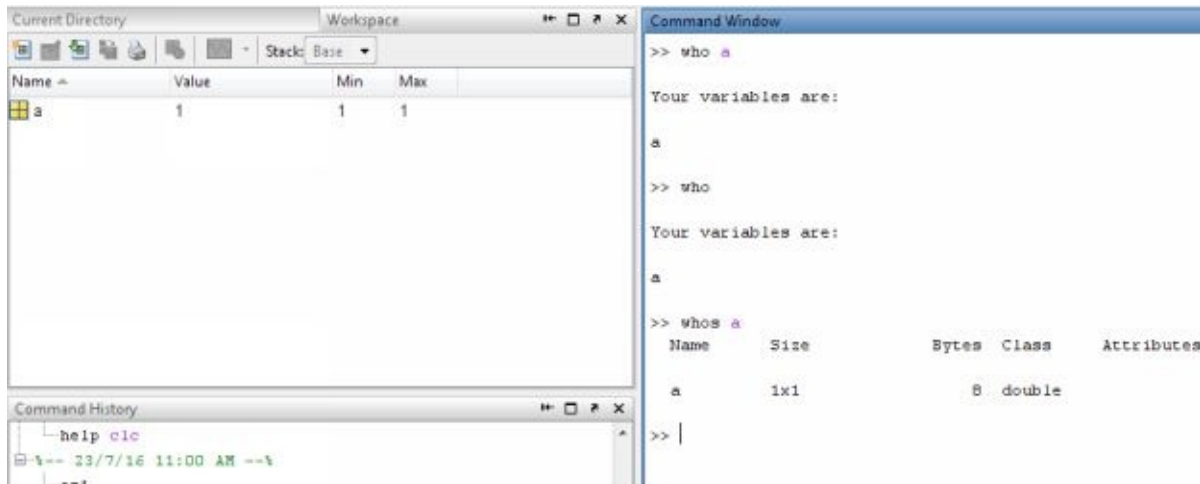 Current Directory
Workspace
Stack: Base
Name Value Min Max
a 1 1 1
Command History
help clc
%-- 23/7/16 11:00 AM --%
Command Window
>> who a
Your variables are:
a
>> who
Your variables are:
a
>> whos a
Name Size Bytes Class Attributes
a 1x1 8 double
>>